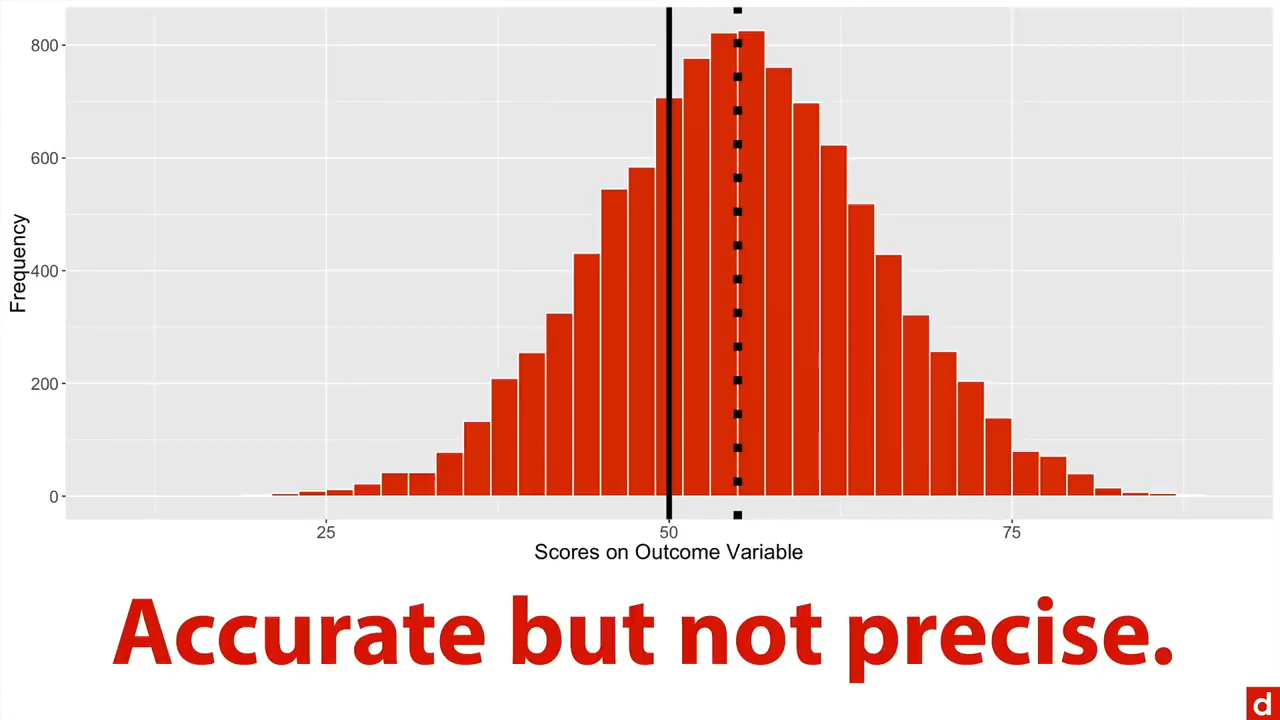 800
600
400
200
0
Frequency
25 50 75
Scores on Outcome Variable
Accurate but not precise.
d